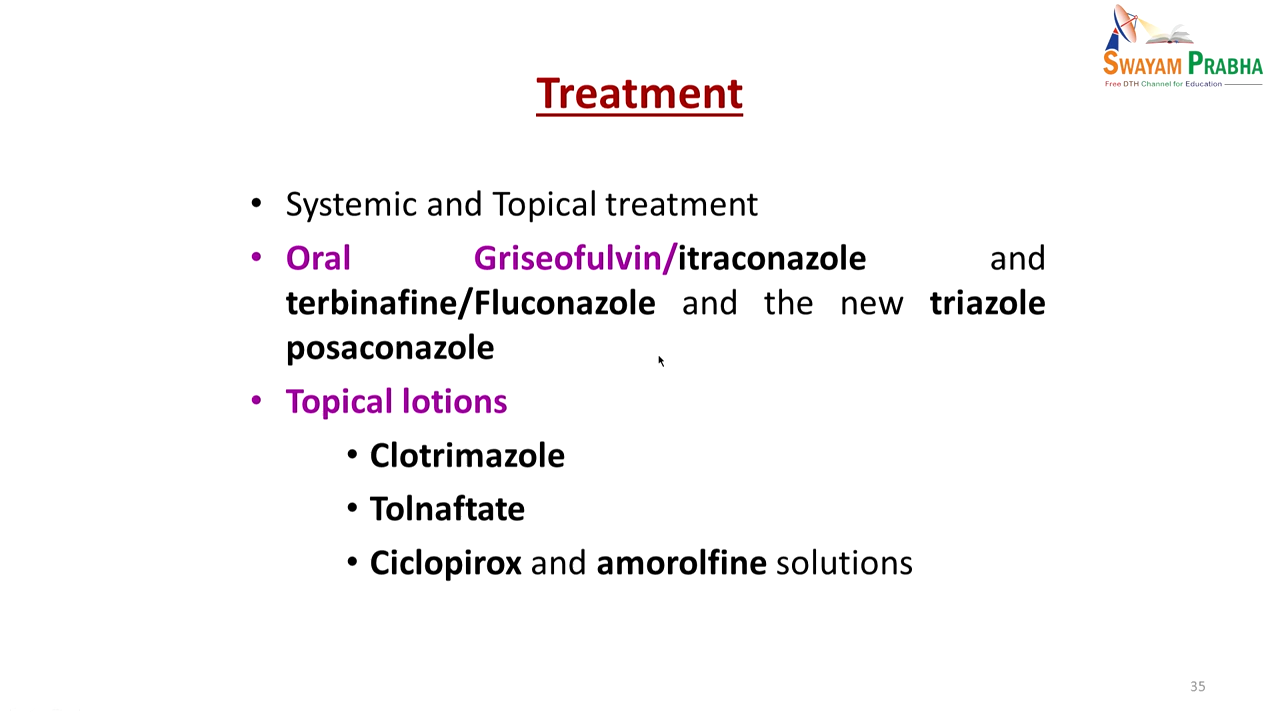 SWAYAM PRABHA
Free DTH Channel for Education
Treatment
• Systemic and Topical treatment
• Oral Griseofulvin/itraconazole and
terbinafine/Fluconazole and the new triazole
posaconazole
• Topical lotions
• Clotrimazole
• Tolnaftate
• Ciclopirox and amorolfine solutions
35